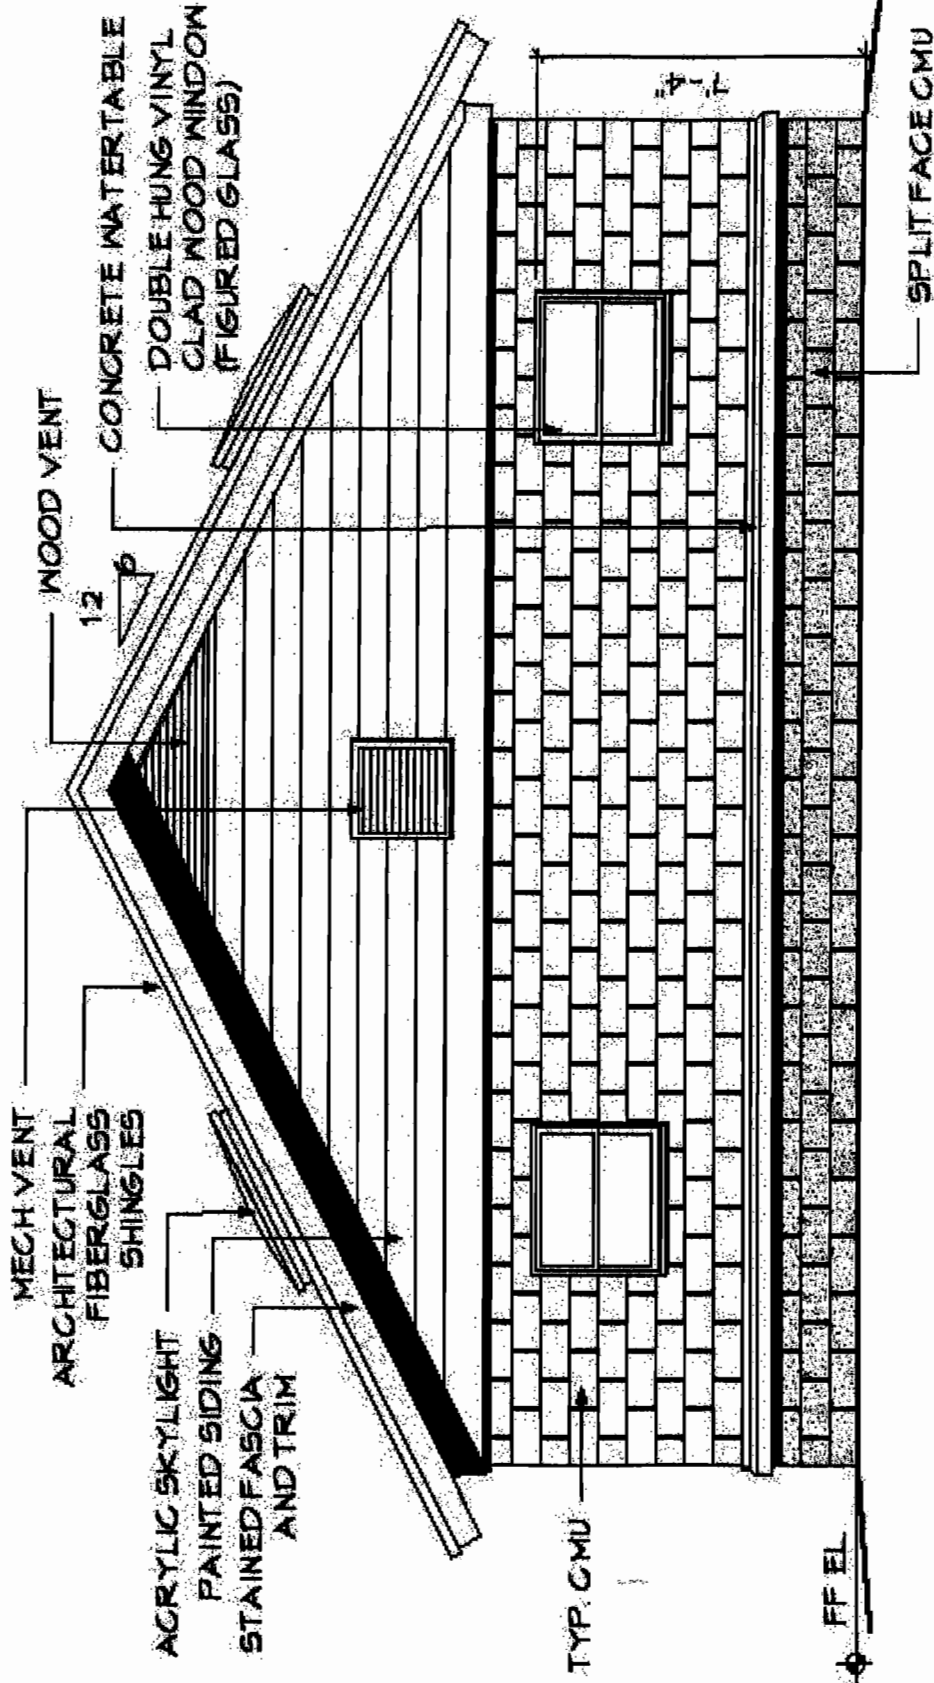 MECH VENT
ARCHITECTURAL
FIBERGLASS
SHINGLES
ACRYLIC SKYLIGHT
PAINTED SIDING
STAINED FASCIA
AND TRIM
WOOD VENT
12
6
CONCRETE WATERTABLE
DOUBLE HUNG VINYL
CLAD WOOD WINDOW
(FIGURED GLASS)
7'-4"
TYP. CMU
FF EL
SPLIT FACE CMU